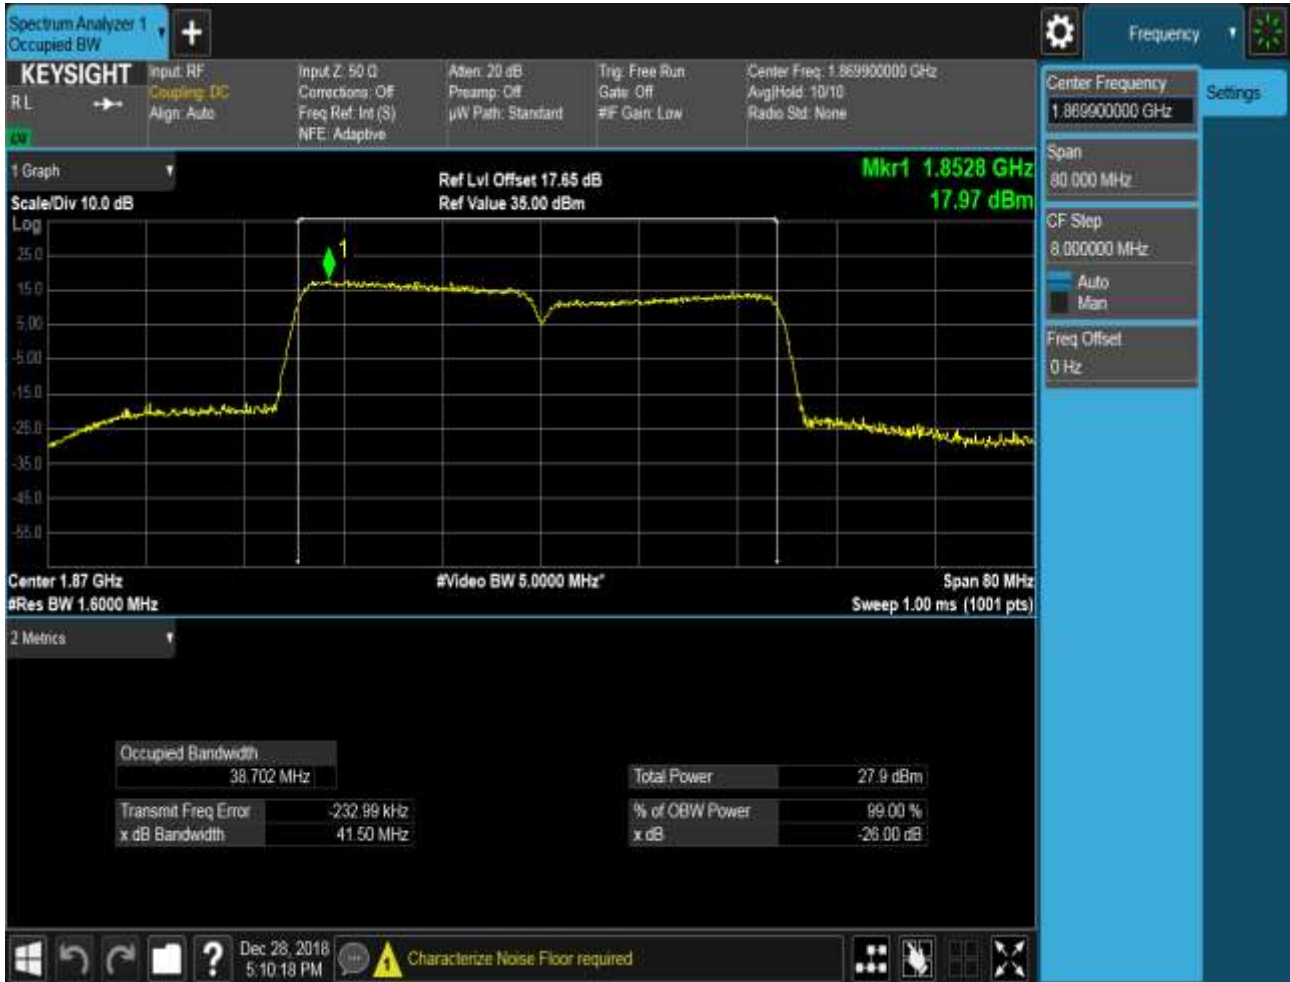 Spectrum Analyzer 1
Occupied BW
Frequency
KEYSIGHT
RL
Input: RF
Coupling: DC
Align: Auto
Input Z: 50 Ω
Corrections: Off
Freq Ref: Int (S)
NFE: Adaptive
Atten: 20 dB
Preamp: Off
µW Path: Standard
Trig: Free Run
Gate: Off
#IF Gain: Low
Center Freq: 1.869900000 GHz
Avg|Hold: 10/10
Radio Std: None
Center Frequency
1.869900000 GHz
Settings
Span
80.000 MHz
CF Step
8.000000 MHz
Auto
Man
Freq Offset
0 Hz
1 Graph
Scale/Div 10.0 dB
Ref Lvl Offset 17.65 dB
Ref Value 35.00 dBm
Mkr1 1.8528 GHz
17.97 dBm
Log
25.0
15.0
5.00
-5.00
-15.0
-25.0
-35.0
-45.0
-55.0
1
Center 1.87 GHz
#Res BW 1.6000 MHz
#Video BW 5.0000 MHz*
Span 80 MHz
Sweep 1.00 ms (1001 pts)
2 Metrics
Occupied Bandwidth
38.702 MHz
Total Power 27.9 dBm
Transmit Freq Error -232.99 kHz
% of OBW Power 99.00 %
x dB Bandwidth 41.50 MHz
x dB -26.00 dB
Dec 28, 2018
5:10:18 PM
Characterize Noise Floor required